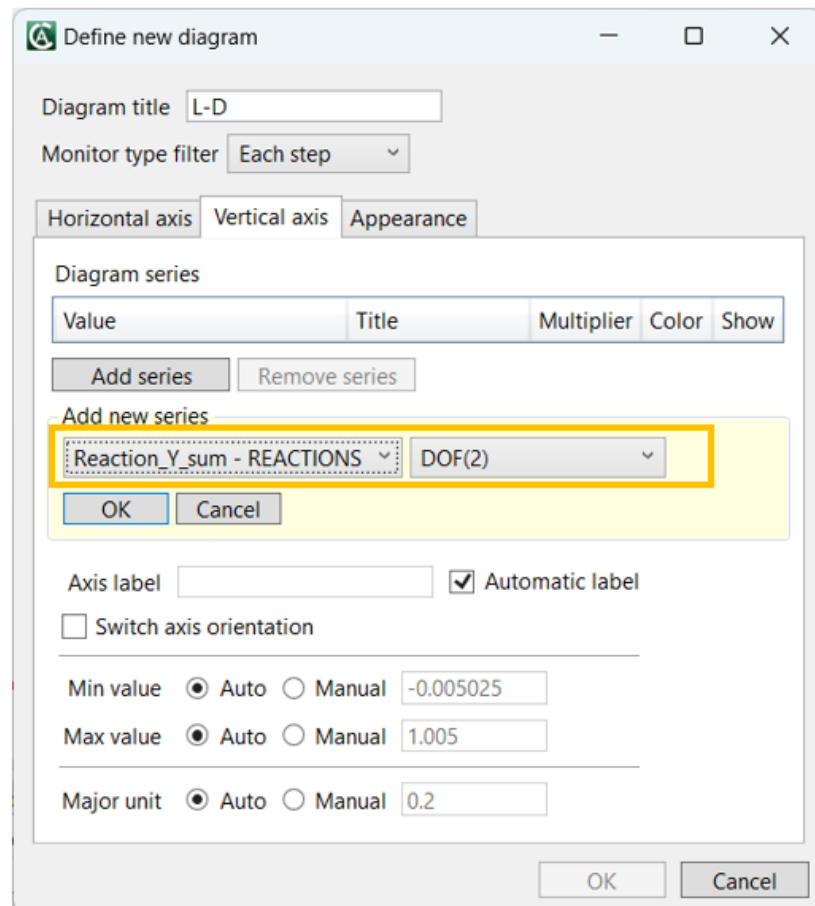 Define new diagram
Diagram title L-D
Monitor type filter Each step
Horizontal axis Vertical axis Appearance
Diagram series
Value Title Multiplier Color Show
Add series Remove series
Add new series
Reaction_Y_sum - REACTIONS DOF(2)
OK Cancel
Axis label Automatic label
Switch axis orientation
Min value Auto Manual -0.005025
Max value Auto Manual 1.005
Major unit Auto Manual 0.2
OK Cancel